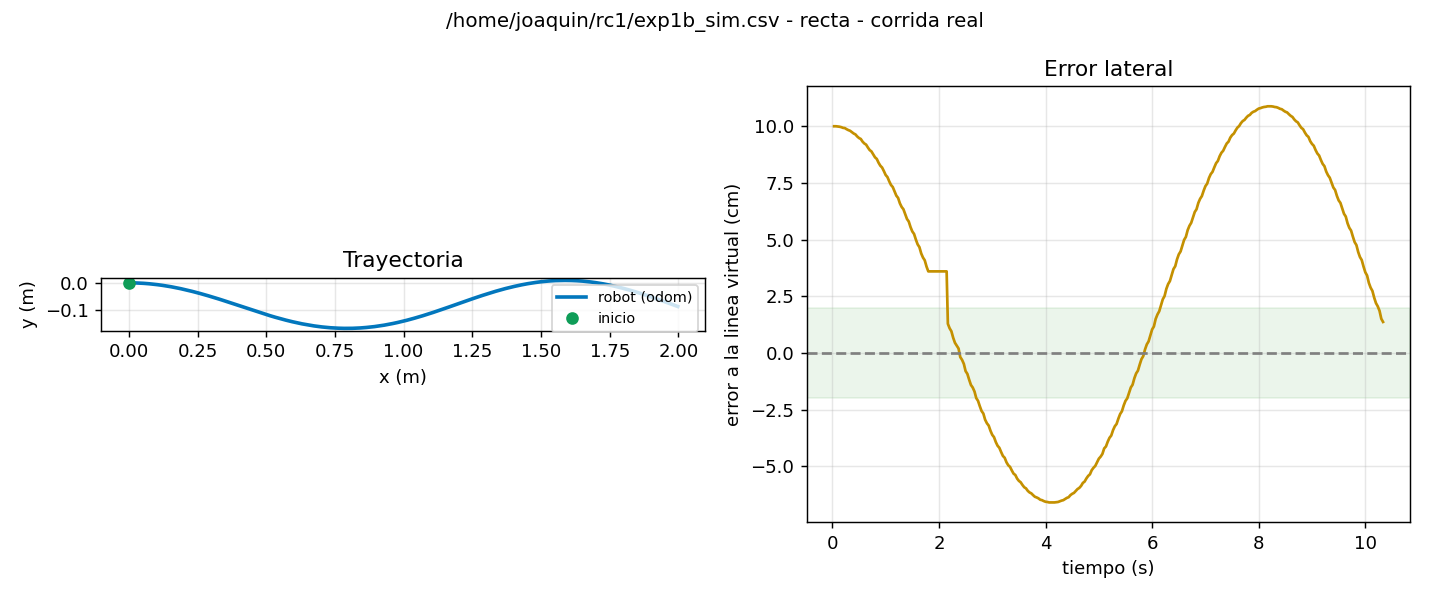 /home/joaquin/rc1/exp1b_sim.csv - recta - corrida real
Trayectoria
y (m)
0.0
−0.1
robot (odom)
inicio
0.00 0.25 0.50 0.75 1.00 1.25 1.50 1.75 2.00
x (m)
Error lateral
error a la linea virtual (cm)
10.0
7.5
5.0
2.5
0.0
−2.5
−5.0
0 2 4 6 8 10
tiempo (s)